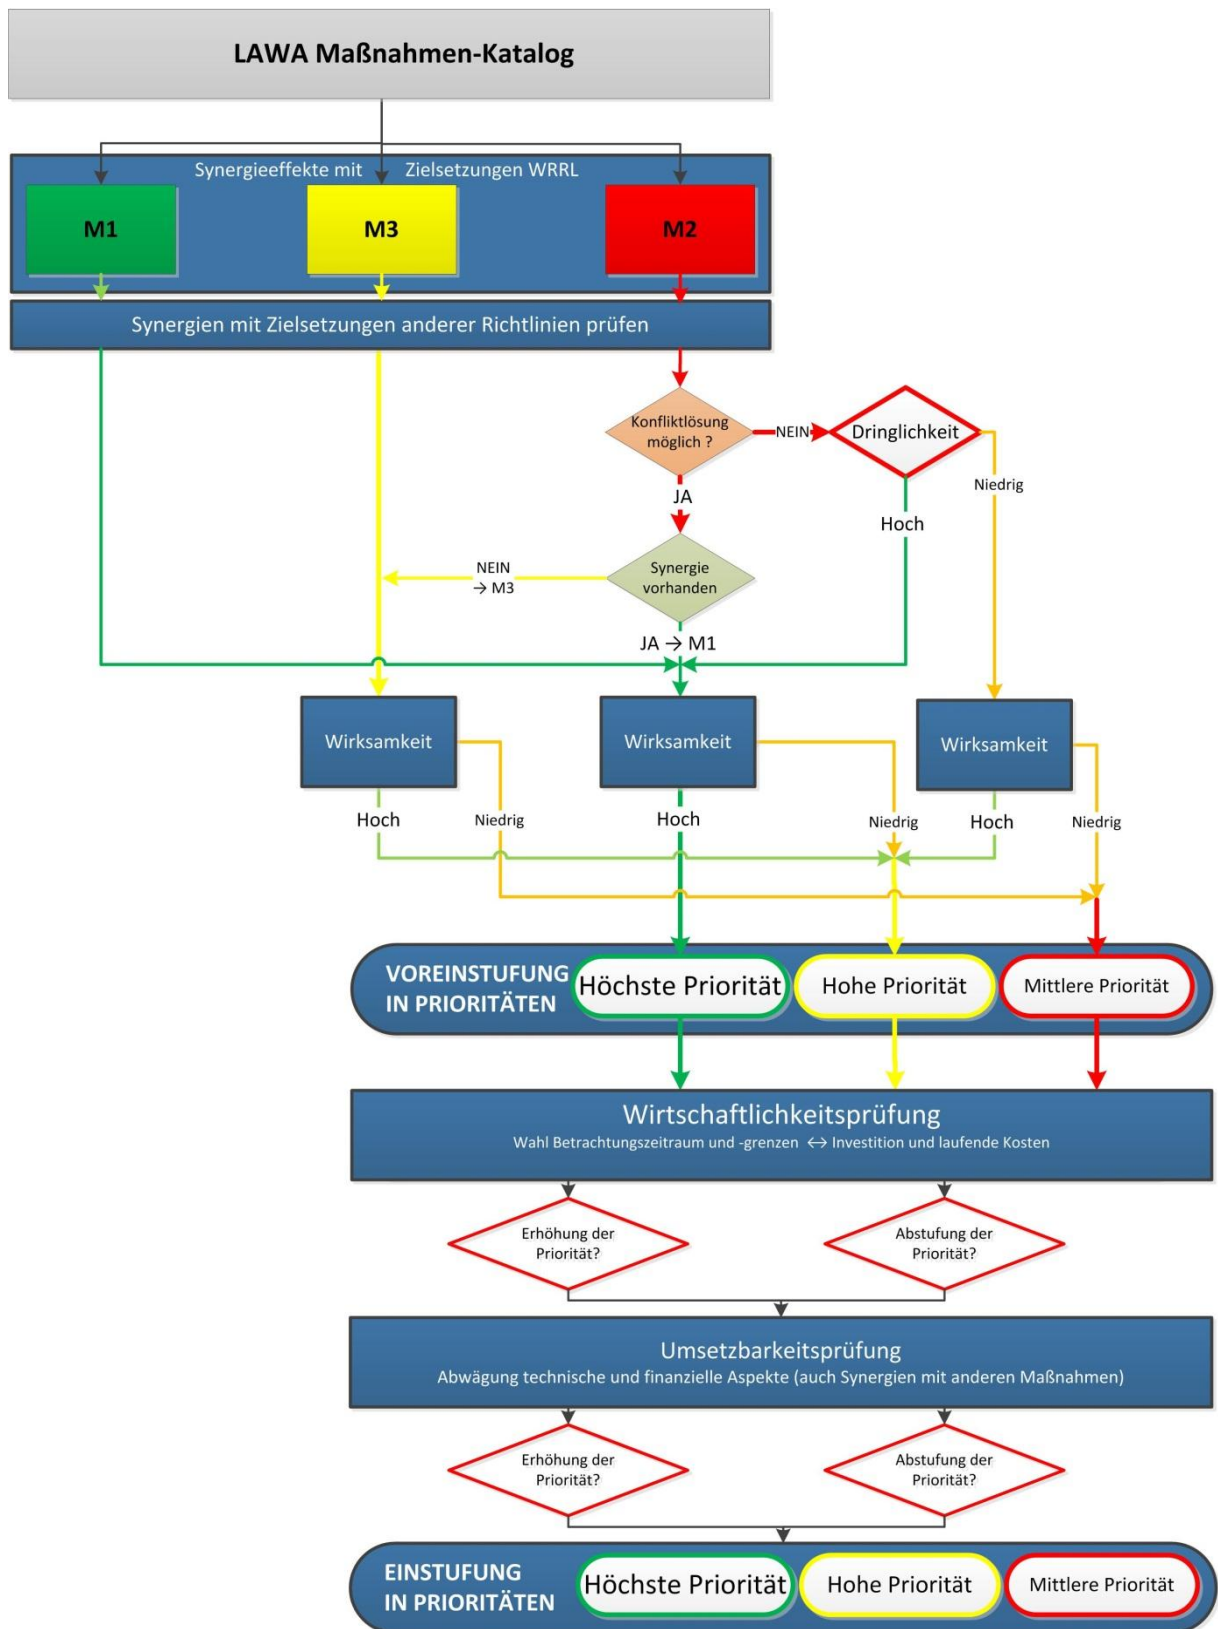 LAWA Maßnahmen-Katalog
Synergieeffekte mit Zielsetzungen WRRL
M1
M3
M2
Synergien mit Zielsetzungen anderer Richtlinien prüfen
Konfliktlösung
möglich ?
NEIN
Dringlichkeit
Niedrig
JA
Hoch
NEIN
→ M3
Synergie
vorhanden
JA → M1
Wirksamkeit
Wirksamkeit
Wirksamkeit
Hoch
Niedrig
Hoch
Niedrig
Hoch
Niedrig
VOREINSTUFUNG
IN PRIORITÄTEN
Höchste Priorität
Hohe Priorität
Mittlere Priorität
Wirtschaftlichkeitsprüfung
Wahl Betrachtungszeitraum und -grenzen ↔ Investition und laufende Kosten
Erhöhung der
Priorität?
Abstufung der
Priorität?
Umsetzbarkeitsprüfung
Abwägung technische und finanzielle Aspekte (auch Synergien mit anderen Maßnahmen)
Erhöhung der
Priorität?
Abstufung der
Priorität?
EINSTUFUNG
IN PRIORITÄTEN
Höchste Priorität
Hohe Priorität
Mittlere Priorität